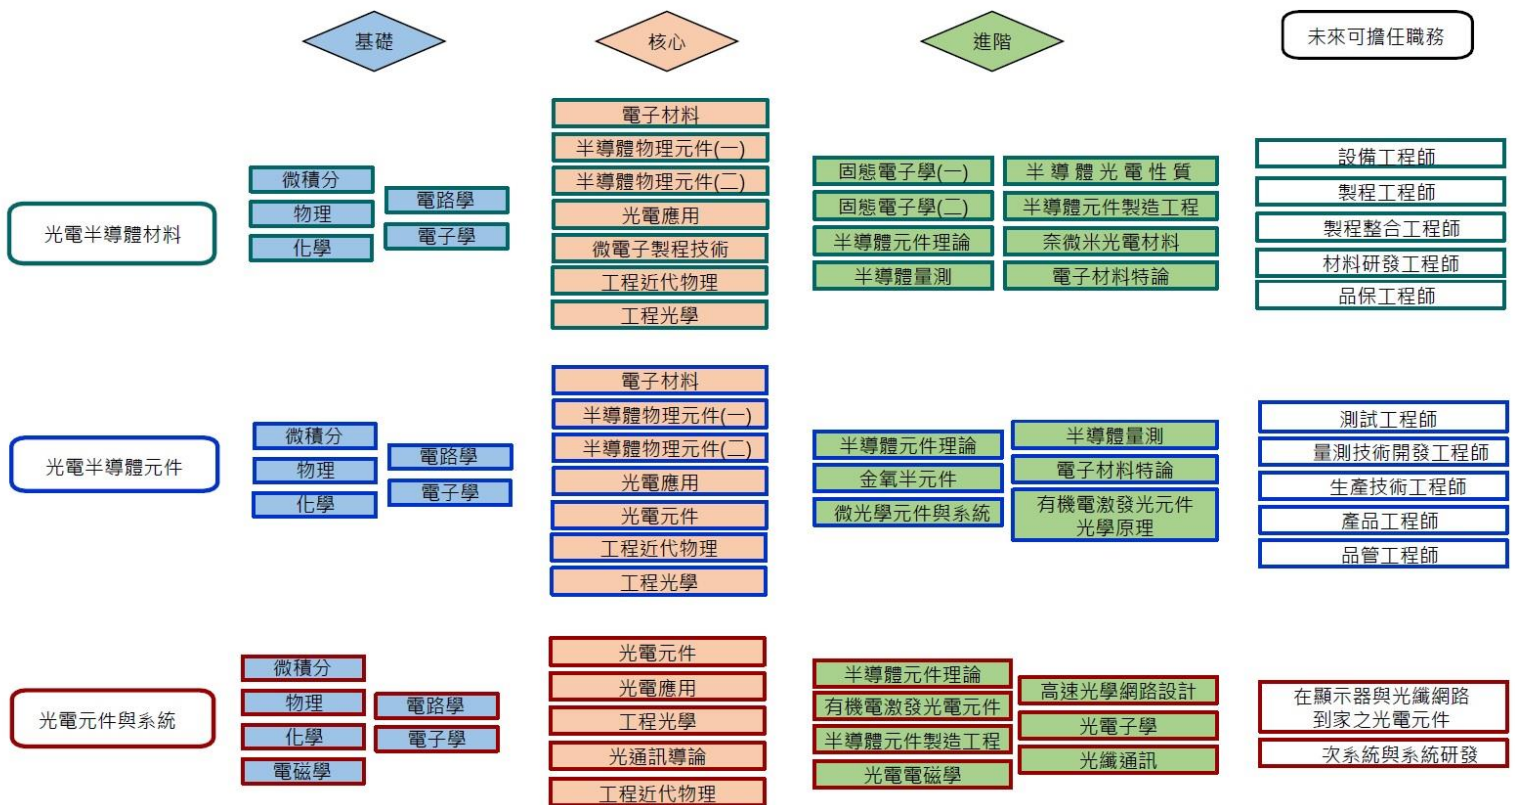 基礎
核心
進階
未來可擔任職務
光電半導體材料
微積分
物理
化學
電路學
電子學
電子材料
半導體物理元件(一)
半導體物理元件(二)
光電應用
微電子製程技術
工程近代物理
工程光學
固態電子學(一)
固態電子學(二)
半導體元件理論
半導體量測
半導體光電性質
半導體元件製造工程
奈微米光電材料
電子材料特論
設備工程師
製程工程師
製程整合工程師
材料研發工程師
品保工程師
光電半導體元件
微積分
物理
化學
電路學
電子學
電子材料
半導體物理元件(一)
半導體物理元件(二)
光電應用
光電元件
工程近代物理
工程光學
半導體元件理論
金氧半元件
微光學元件與系統
半導體量測
電子材料特論
有機電激發光元件
光學原理
測試工程師
量測技術開發工程師
生產技術工程師
產品工程師
品管工程師
光電元件與系統
微積分
物理
化學
電磁學
電路學
電子學
光電元件
光電應用
工程光學
光通訊導論
工程近代物理
半導體元件理論
有機電激發光電元件
半導體元件製造工程
光電電磁學
高速光學網路設計
光電子學
光纖通訊
在顯示器與光纖網路
到家之光電元件
次系統與系統研發